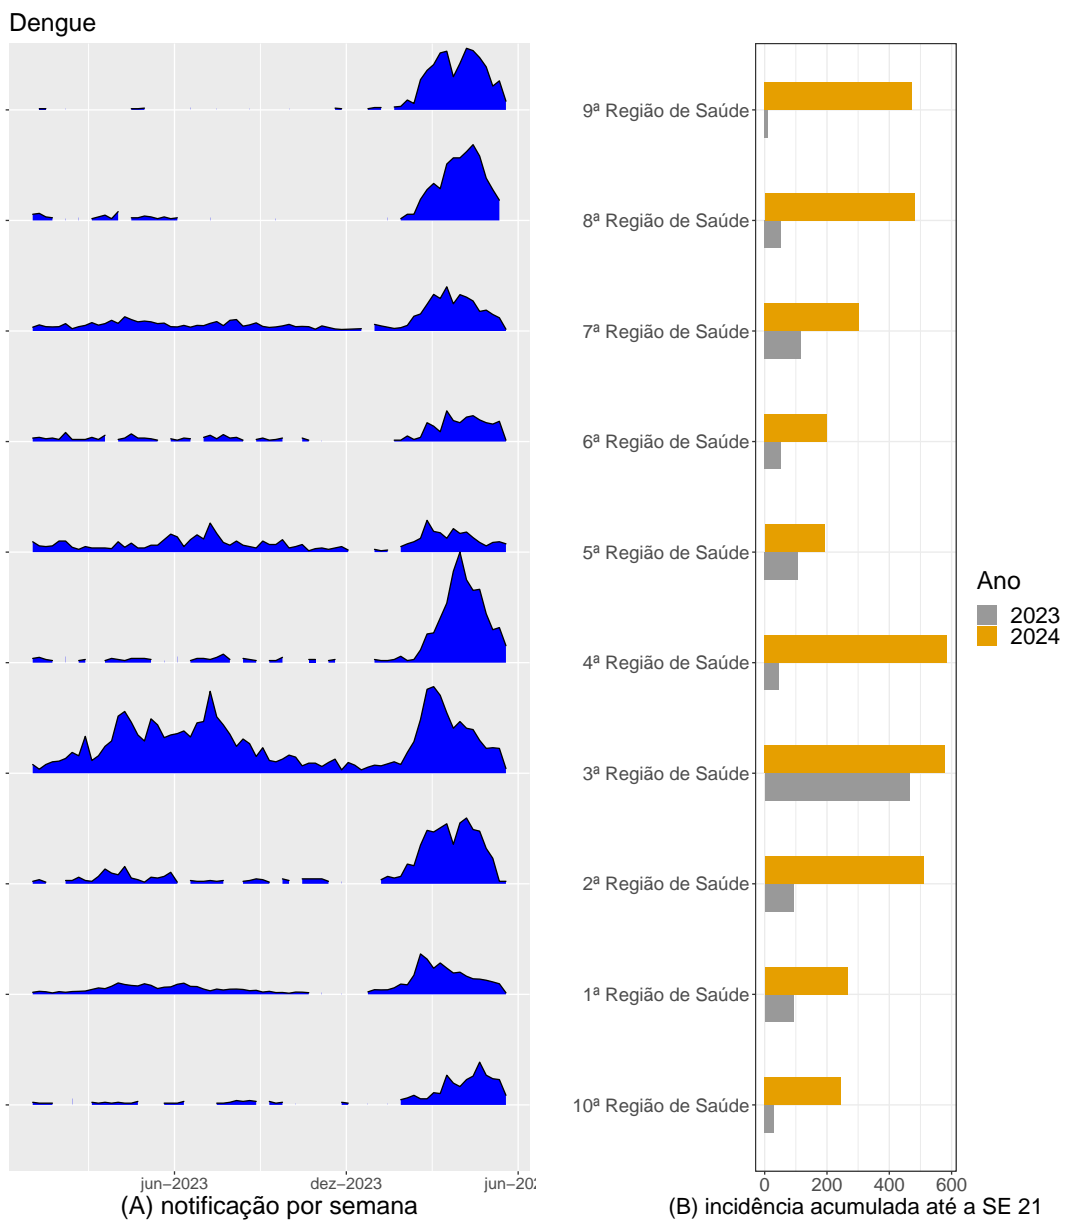 Dengue
9ª Região de Saúde
8ª Região de Saúde
7ª Região de Saúde
6ª Região de Saúde
5ª Região de Saúde
4ª Região de Saúde
3ª Região de Saúde
2ª Região de Saúde
1ª Região de Saúde
10ª Região de Saúde
Ano
2023
2024
jun–2023 dez–2023 jun–202
0 200 400 600
(A) notificação por semana
(B) incidência acumulada até a SE 21